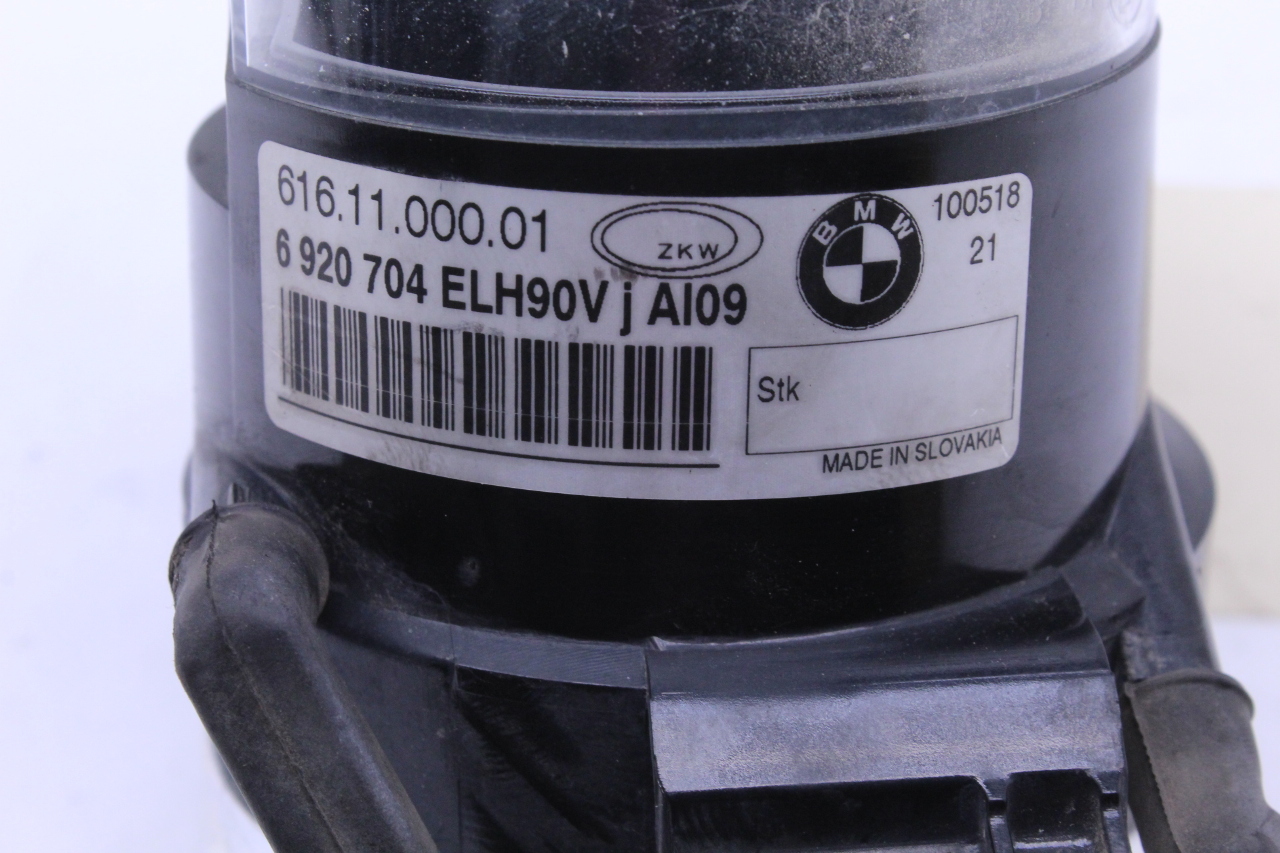 616.11.000.01
ZKW
BMW
100518
21
6 920 704 ELH90V j AI09
Stk
MADE IN SLOVAKIA